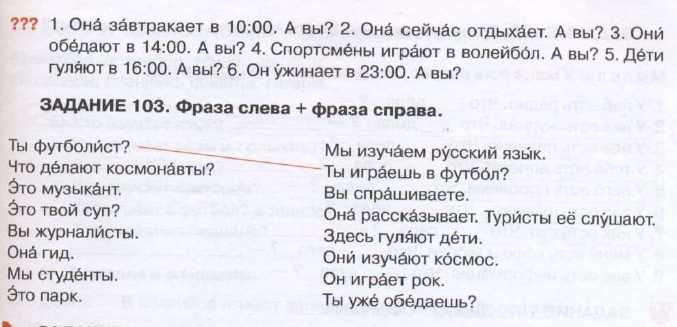 ??? 1. Она́ за́втракает в 10:00. А вы? 2. Она́ сейча́с отдыха́ет. А вы? 3. Они́
обе́дают в 14:00. А вы? 4. Спортсме́ны игра́ют в волейбо́л. А вы? 5. Де́ти
гуля́ют в 16:00. А вы? 6. Он у́жинает в 23:00. А вы?
ЗАДАНИЕ 103. Фраза слева + фраза справа.
Ты футболи́ст?
Что де́лают космона́вты?
Э́то музыка́нт.
Э́то твой суп?
Вы журнали́сты.
Она́ гид.
Мы студе́нты.
Э́то парк.
Мы изуча́ем ру́сский язы́к.
Ты игра́ешь в футбо́л?
Вы спра́шиваете.
Она́ расска́зывает. Тури́сты её слу́шают.
Здесь гуля́ют де́ти.
Они́ изуча́ют ко́смос.
Он игра́ет рок.
Ты уже́ обе́даешь?